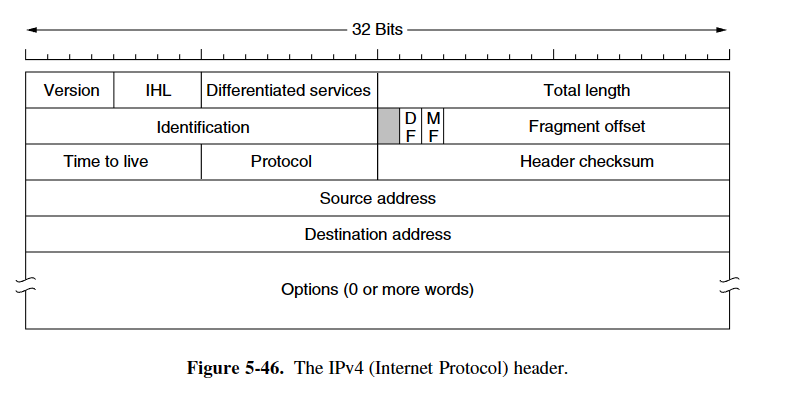 32 Bits
Version IHL Differentiated services Total length
Identification D F M F Fragment offset
Time to live Protocol Header checksum
Source address
Destination address
Options (0 or more words)
Figure 5-46. The IPv4 (Internet Protocol) header.